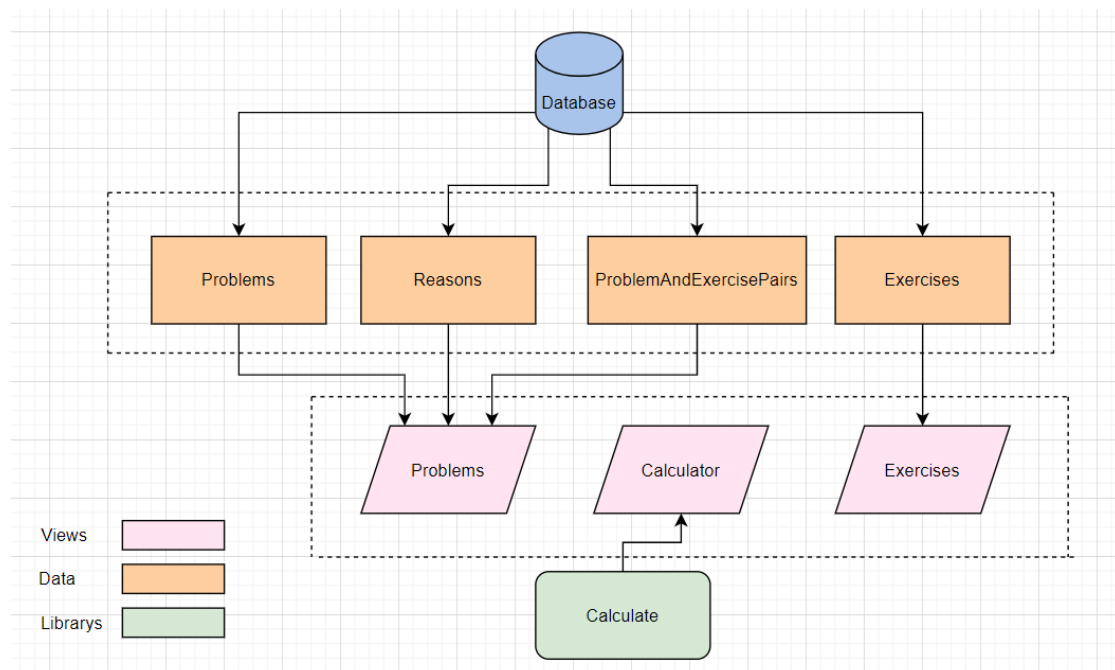 Database
Problems
Reasons
ProblemAndExercisePairs
Exercises
Problems
Calculator
Exercises
Views
Data
Librarys
Calculate